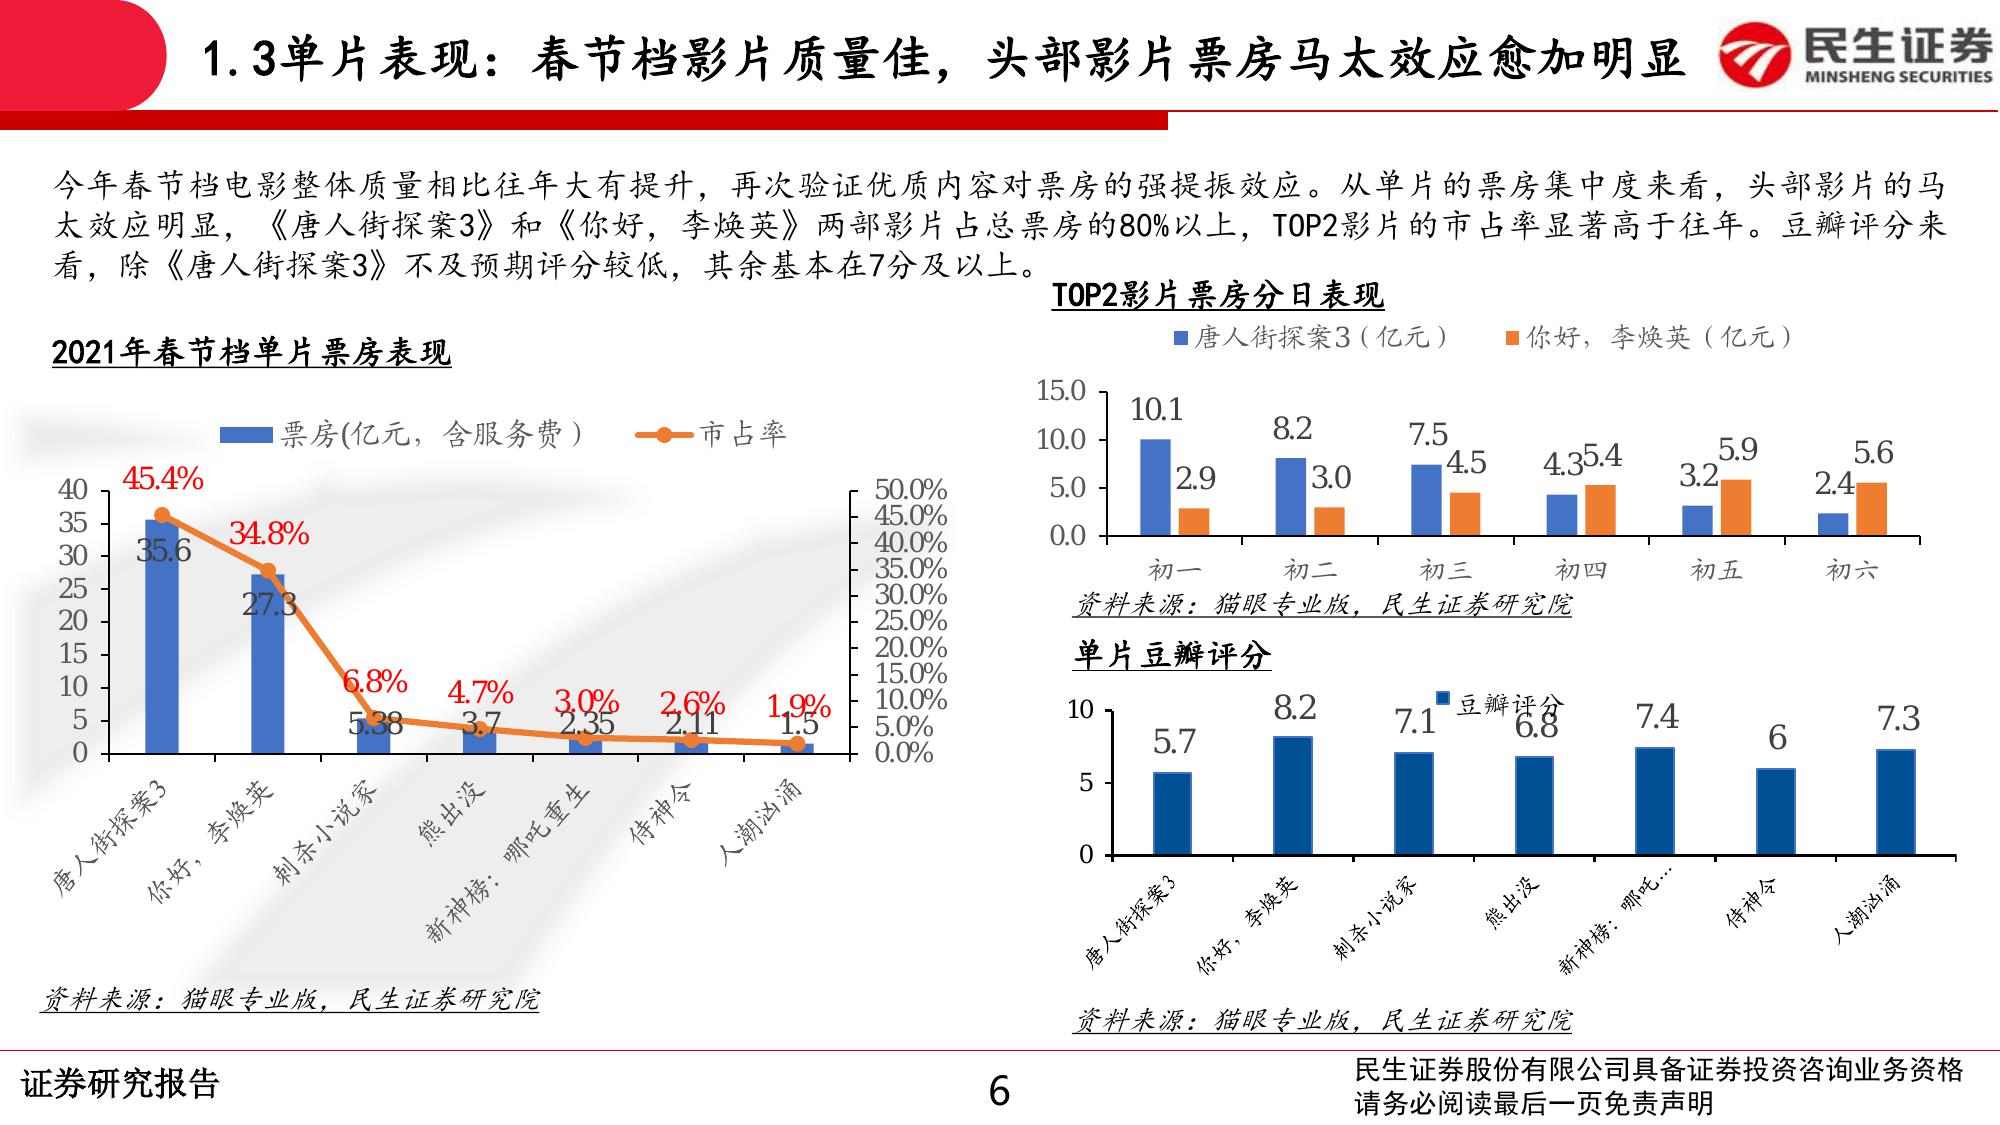 1.3单片表现：春节档影片质量佳，头部影片票房马太效应愈加明显
民生证券
MINSHENG SECURITIES
今年春节档电影整体质量相比往年大有提升，再次验证优质内容对票房的强提振效应。从单片的票房集中度来看，头部影片的马
太效应明显，《唐人街探案3》和《你好，李焕英》两部影片占总票房的80%以上，TOP2影片的市占率显著高于往年。豆瓣评分来
看，除《唐人街探案3》不及预期评分较低，其余基本在7分及以上。
2021年春节档单片票房表现
票房(亿元，含服务费） 市占率
40
35
30
25
20
15
10
5
0
45.4%
34.8%
6.8%
4.7%
3.0%
2.6%
1.9%
35.6
27.3
5.38
3.7
2.35
2.11
1.5
50.0%
45.0%
40.0%
35.0%
30.0%
25.0%
20.0%
15.0%
10.0%
5.0%
0.0%
唐人街探案3
你好，李焕英
刺杀小说家
熊出没
新神榜：哪吒重生
侍神令
人潮汹涌
资料来源：猫眼专业版，民生证券研究院
TOP2影片票房分日表现
唐人街探案3（亿元） 你好，李焕英（亿元）
15.0
10.0
5.0
0.0
10.1
2.9
8.2
3.0
7.5
4.5
4.3
5.4
3.2
5.9
2.4
5.6
初一 初二 初三 初四 初五 初六
资料来源：猫眼专业版，民生证券研究院
单片豆瓣评分
豆瓣评分
10
5
0
5.7
8.2
7.1
6.8
7.4
6
7.3
唐人街探案3
你好，李焕英
刺杀小说家
熊出没
新神榜：哪吒…
侍神令
人潮汹涌
资料来源：猫眼专业版，民生证券研究院
证券研究报告
6
民生证券股份有限公司具备证券投资咨询业务资格
请务必阅读最后一页免责声明